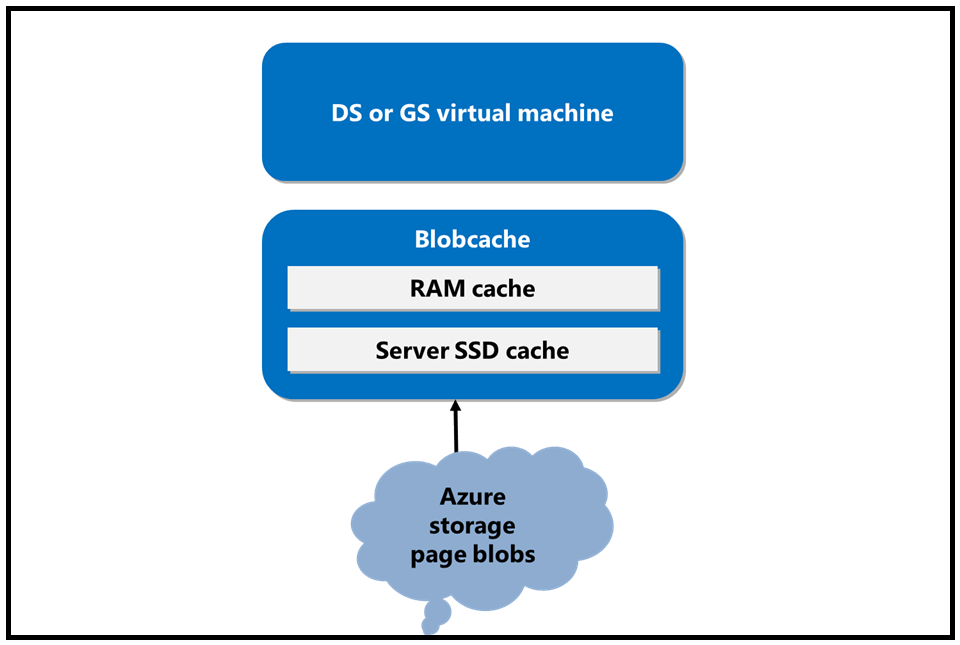 DS or GS virtual machine
Blobcache
RAM cache
Server SSD cache
Azure
storage
page blobs